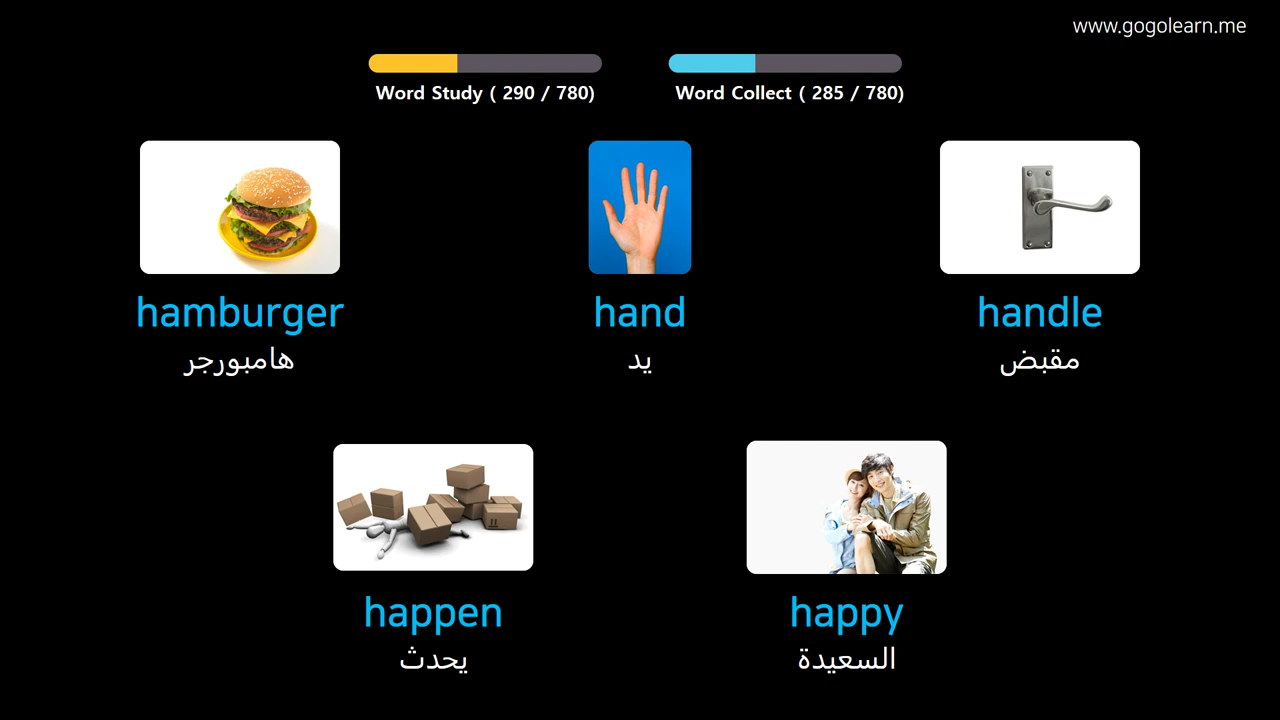 www.gogolearn.me
Word Study ( 290 / 780)
Word Collect ( 285 / 780)
hamburger
هامبورجر
hand
يد
handle
مقبض
happen
يحدث
happy
السعيدة